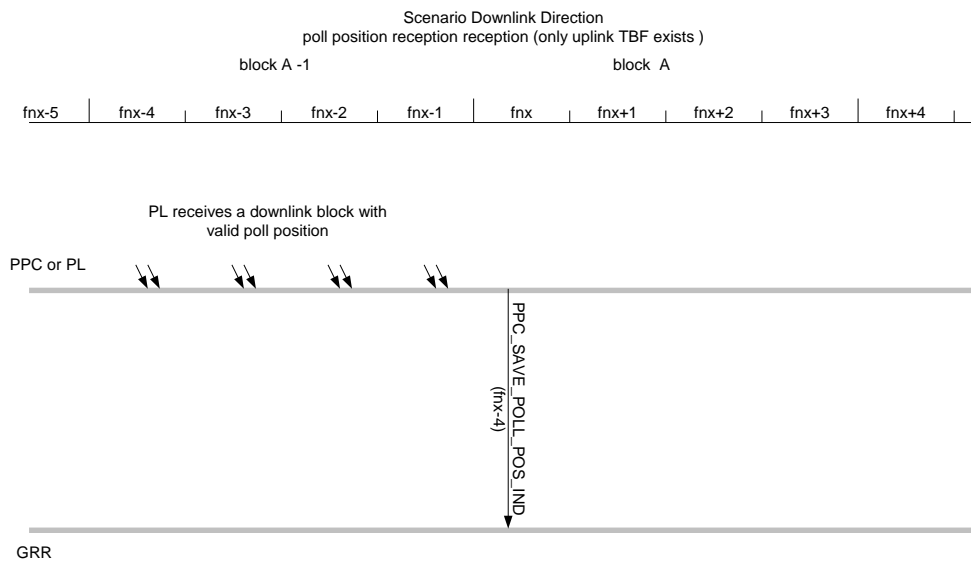 Scenario Downlink Direction
poll position reception reception (only uplink TBF exists )
block A -1
block A
fnx-5
fnx-4
fnx-3
fnx-2
fnx-1
fnx
fnx+1
fnx+2
fnx+3
fnx+4
PL receives a downlink block with
valid poll position
PPC or PL
PPC_SAVE_POLL_POS_IND
(fnx-4)
GRR